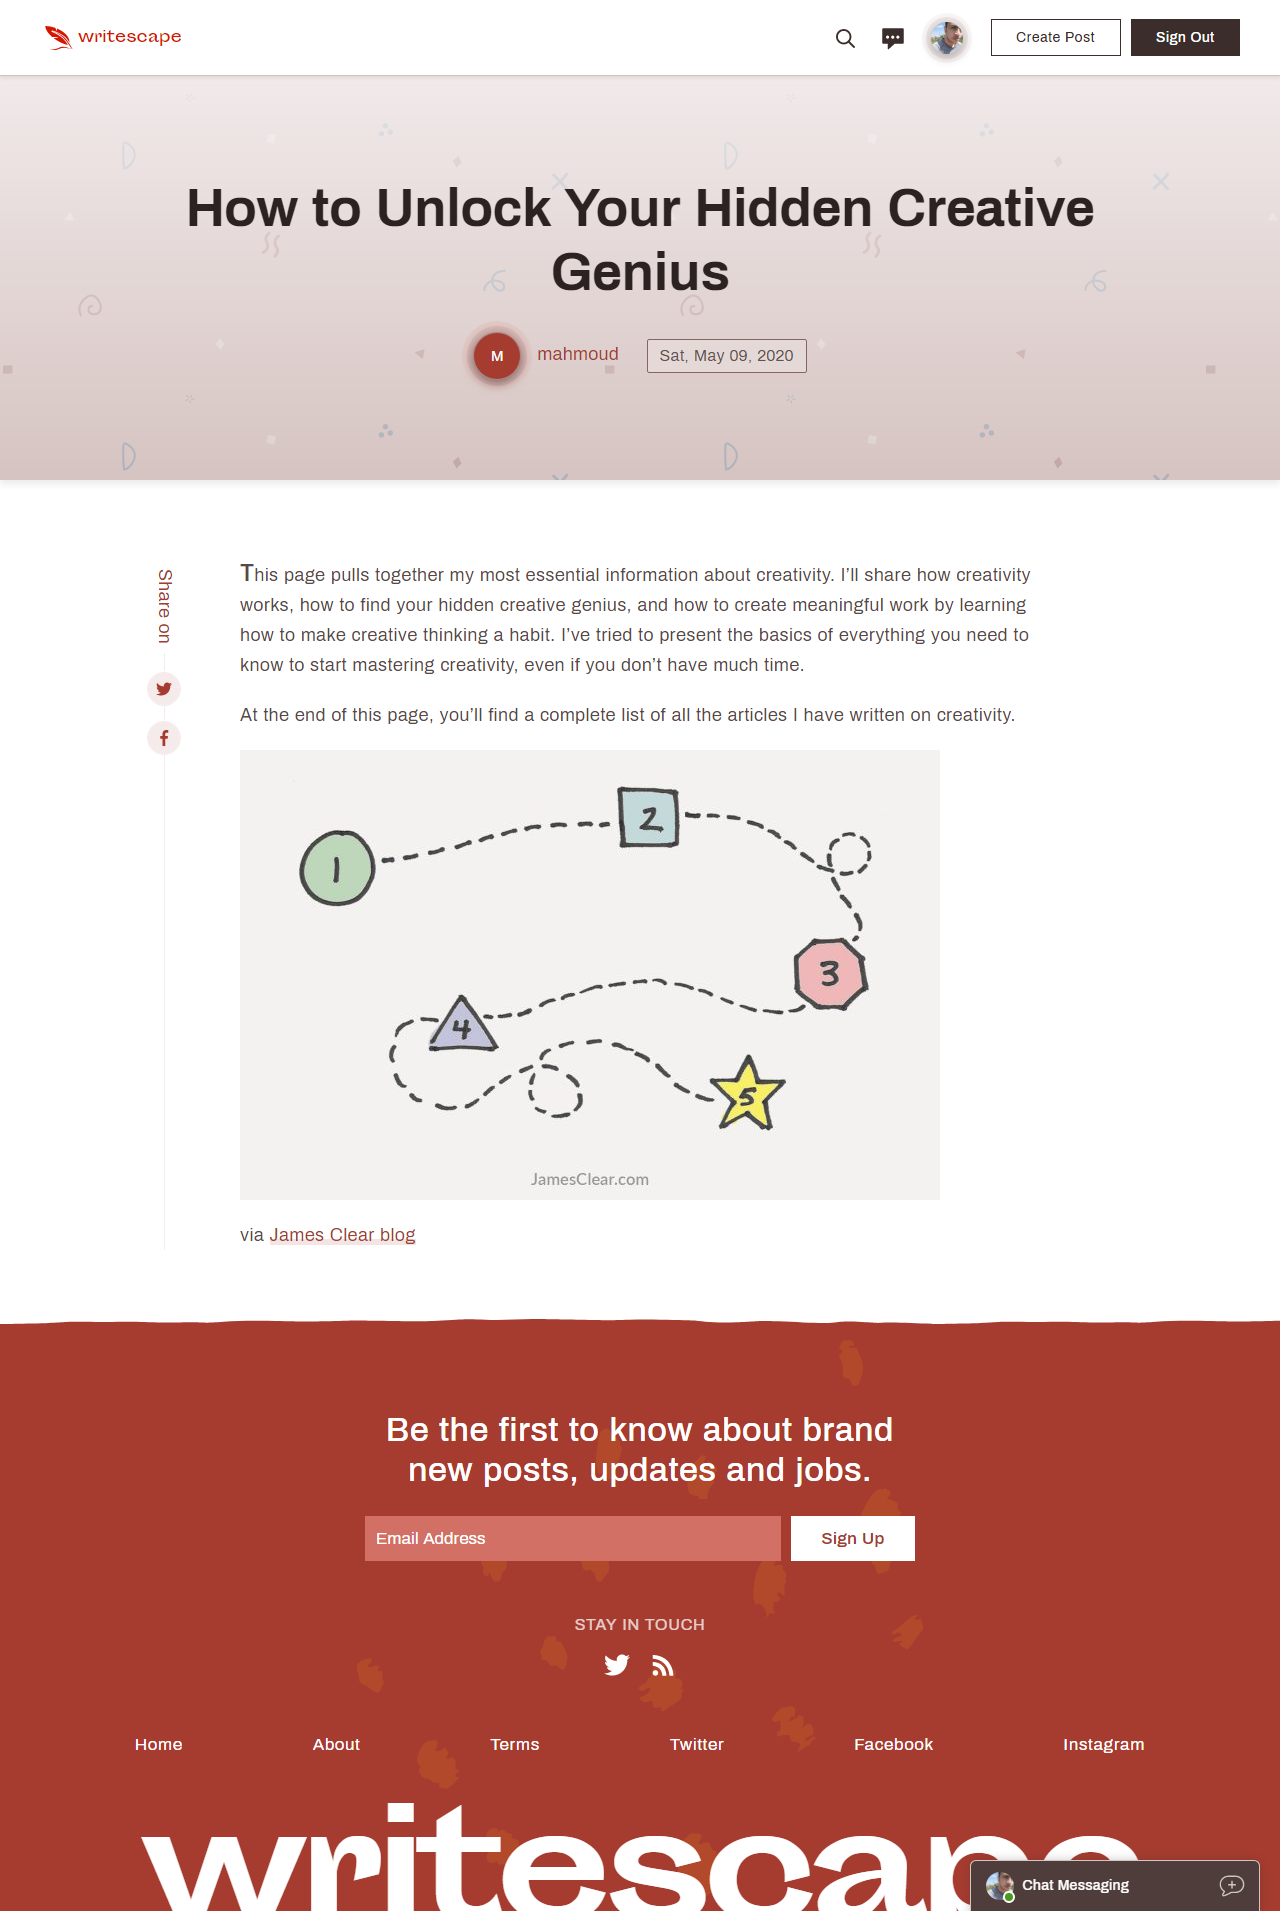 writescape
Create Post
Sign Out
How to Unlock Your Hidden Creative
Genius
M
mahmoud
Sat, May 09, 2020
Share on
This page pulls together my most essential information about creativity. I’ll share how creativity
works, how to find your hidden creative genius, and how to create meaningful work by learning
how to make creative thinking a habit. I’ve tried to present the basics of everything you need to
know to start mastering creativity, even if you don’t have much time.
At the end of this page, you’ll find a complete list of all the articles I have written on creativity.
1
2
3
4
5
JamesClear.com
via James Clear blog
Be the first to know about brand
new posts, updates and jobs.
Email Address
Sign Up
STAY IN TOUCH
Home
About
Terms
Twitter
Facebook
Instagram
writescape
Chat Messaging